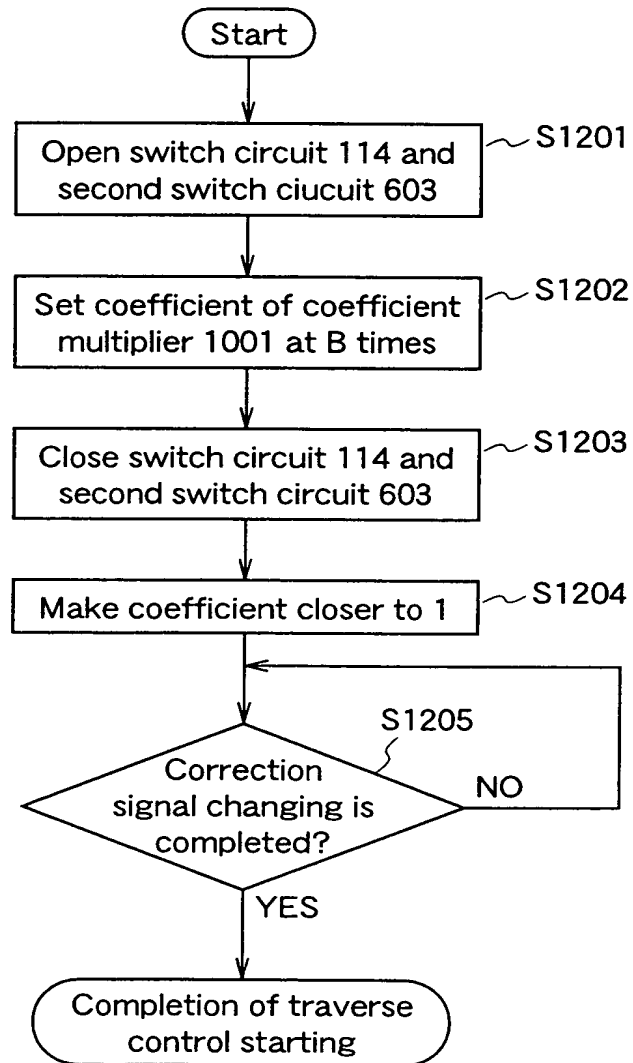 Start
Open switch circuit 114 and
second switch ciucuit 603
S1201
Set coefficient of coefficient
multiplier 1001 at B times
S1202
Close switch circuit 114 and
second switch circuit 603
S1203
Make coefficient closer to 1
S1204
S1205
Correction
signal changing is
completed?
NO
YES
Completion of traverse
control starting